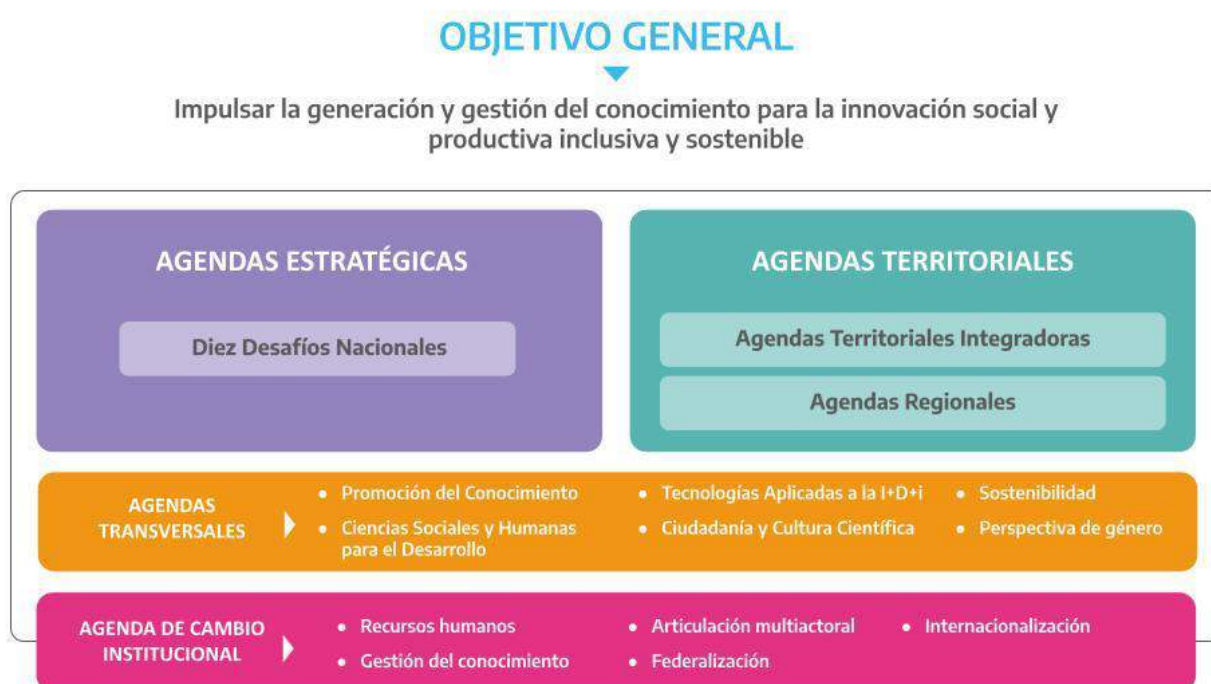 OBJETIVO GENERAL
Impulsar la generación y gestión del conocimiento para la innovación social y
productiva inclusiva y sostenible
AGENDAS ESTRATÉGICAS
Diez Desafíos Nacionales
AGENDAS TERRITORIALES
Agendas Territoriales Integradoras
Agendas Regionales
AGENDAS
TRANSVERSALES
• Promoción del Conocimiento
• Ciencias Sociales y Humanas
para el Desarrollo
• Tecnologías Aplicadas a la I+D+i
• Ciudadanía y Cultura Científica
• Sostenibilidad
• Perspectiva de género
AGENDA DE CAMBIO
INSTITUCIONAL
• Recursos humanos
• Gestión del conocimiento
• Articulación multiactoral
• Federalización
• Internacionalización